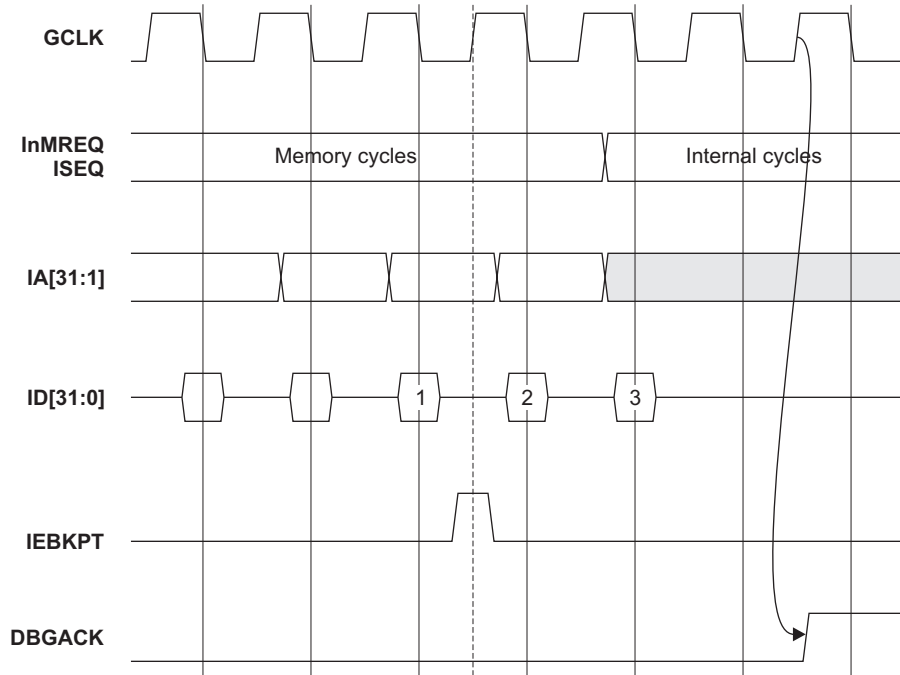 GCLK
InMREQ
ISEQ
Memory cycles
Internal cycles
IA[31:1]
ID[31:0]
1
2
3
IEBKPT
DBGACK